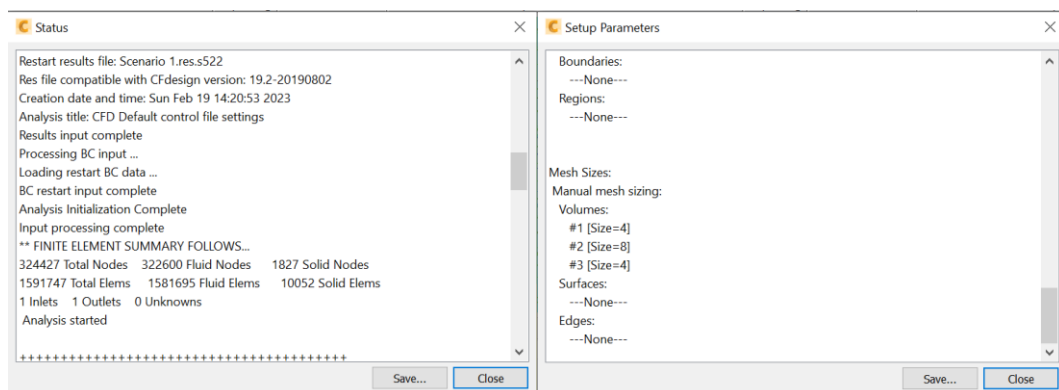 Status
Restart results file: Scenario 1.res.s522
Res file compatible with CFdesign version: 19.2-20190802
Creation date and time: Sun Feb 19 14:20:53 2023
Analysis title: CFD Default control file settings
Results input complete
Processing BC input ...
Loading restart BC data ...
BC restart input complete
Analysis Initialization Complete
Input processing complete
** FINITE ELEMENT SUMMARY FOLLOWS...
324427 Total Nodes 322600 Fluid Nodes 1827 Solid Nodes
1591747 Total Elems 1581695 Fluid Elems 10052 Solid Elems
1 Inlets 1 Outlets 0 Unknowns
Analysis started
++++++++++++++++++++++++++++++++++++++++
Save...
Close
Setup Parameters
Boundaries:
---None---
Regions:
---None---
Mesh Sizes:
Manual mesh sizing:
Volumes:
#1 [Size=4]
#2 [Size=8]
#3 [Size=4]
Surfaces:
---None---
Edges:
---None---
Save...
Close